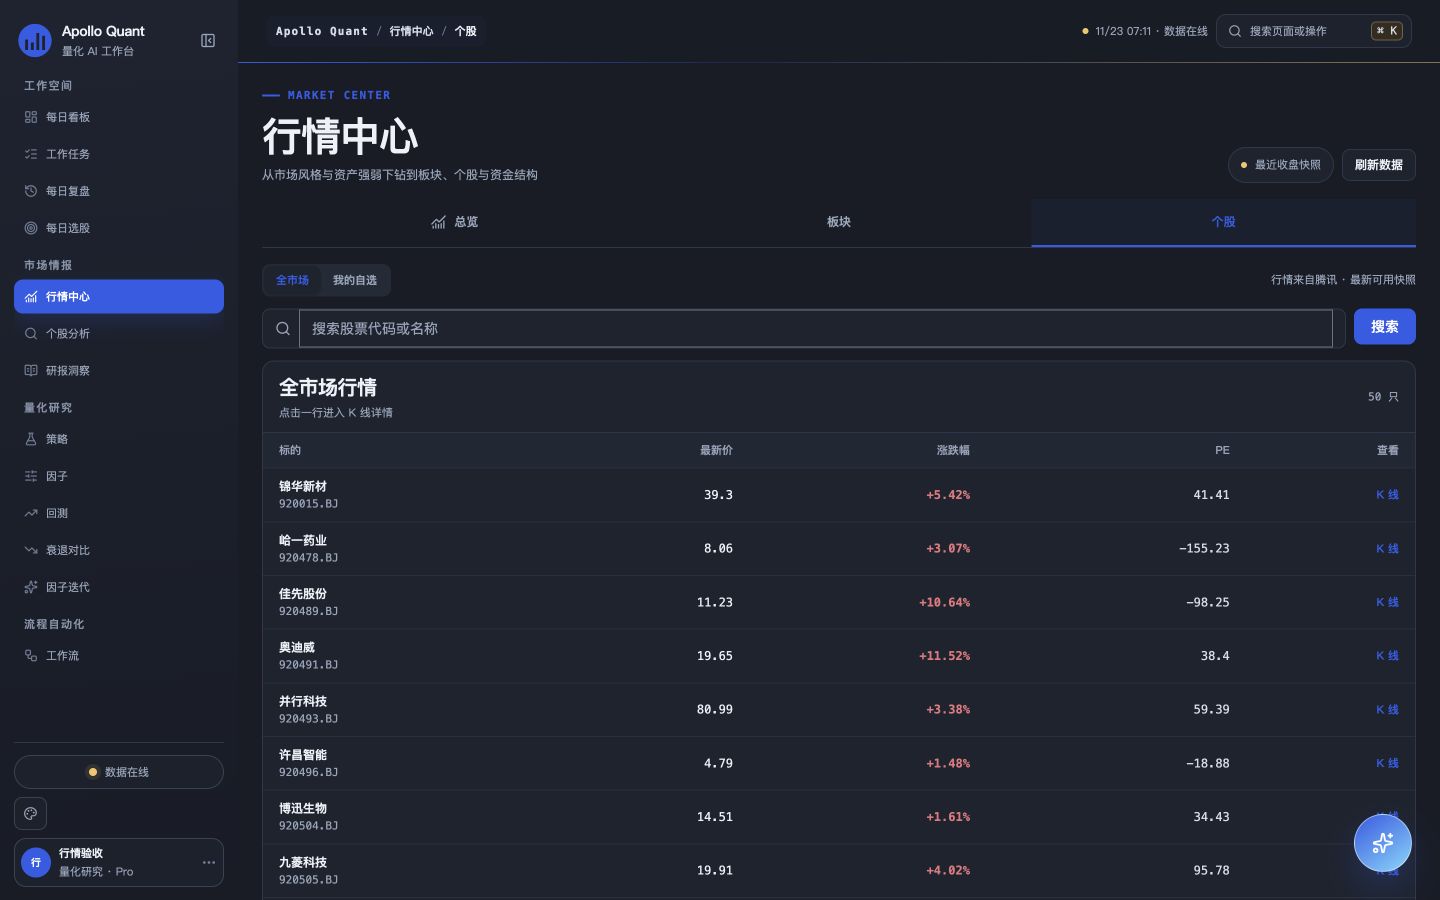 Apollo Quant
量化 AI 工作台
工作空间
每日看板
工作任务
每日复盘
每日选股
市场情报
行情中心
个股分析
研报洞察
量化研究
策略
因子
回测
衰退对比
因子迭代
流程自动化
工作流
数据在线
行
行情验收
量化研究 · Pro
Apollo Quant / 行情中心 / 个股
11/23 07:11 · 数据在线
搜索页面或操作
⌘ K
MARKET CENTER
行情中心
从市场风格与资产强弱下钻到板块、个股与资金结构
最近收盘快照
刷新数据
总览
板块
个股
全市场
我的自选
行情来自腾讯 · 最新可用快照
搜索股票代码或名称
搜索
全市场行情
点击一行进入 K 线详情
50 只
标的 最新价 涨跌幅 PE 查看
锦华新材
920015.BJ
39.3 +5.42% 41.41 K 线
峆一药业
920478.BJ
8.06 +3.07% -155.23 K 线
佳先股份
920489.BJ
11.23 +10.64% -98.25 K 线
奥迪威
920491.BJ
19.65 +11.52% 38.4 K 线
并行科技
920493.BJ
80.99 +3.38% 59.39 K 线
许昌智能
920496.BJ
4.79 +1.48% -18.88 K 线
博迅生物
920504.BJ
14.51 +1.61% 34.43
九菱科技
920505.BJ
19.91 +4.02% 95.78